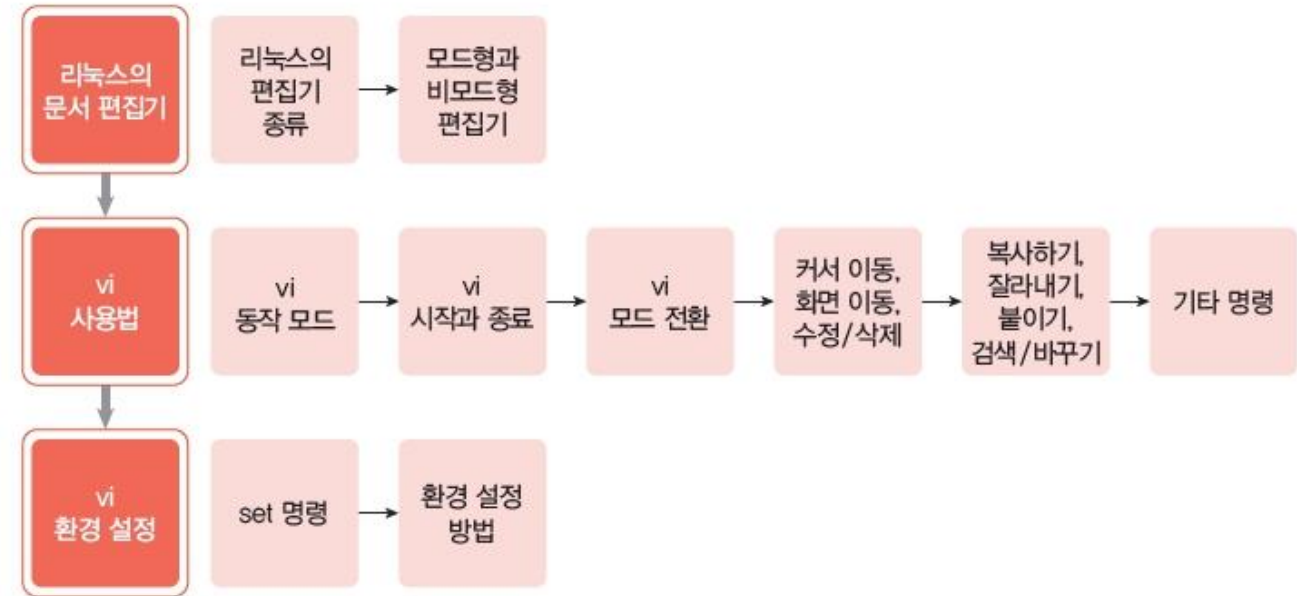 리눅스의
문서 편집기
리눅스의
편집기
종류
모드형과
비모드형
편집기
vi
사용법
vi
동작 모드
vi
시작과 종료
vi
모드 전환
커서 이동,
화면 이동,
수정/삭제
복사하기,
잘라내기,
붙이기,
검색/바꾸기
기타 명령
vi
환경 설정
set 명령
환경 설정
방법